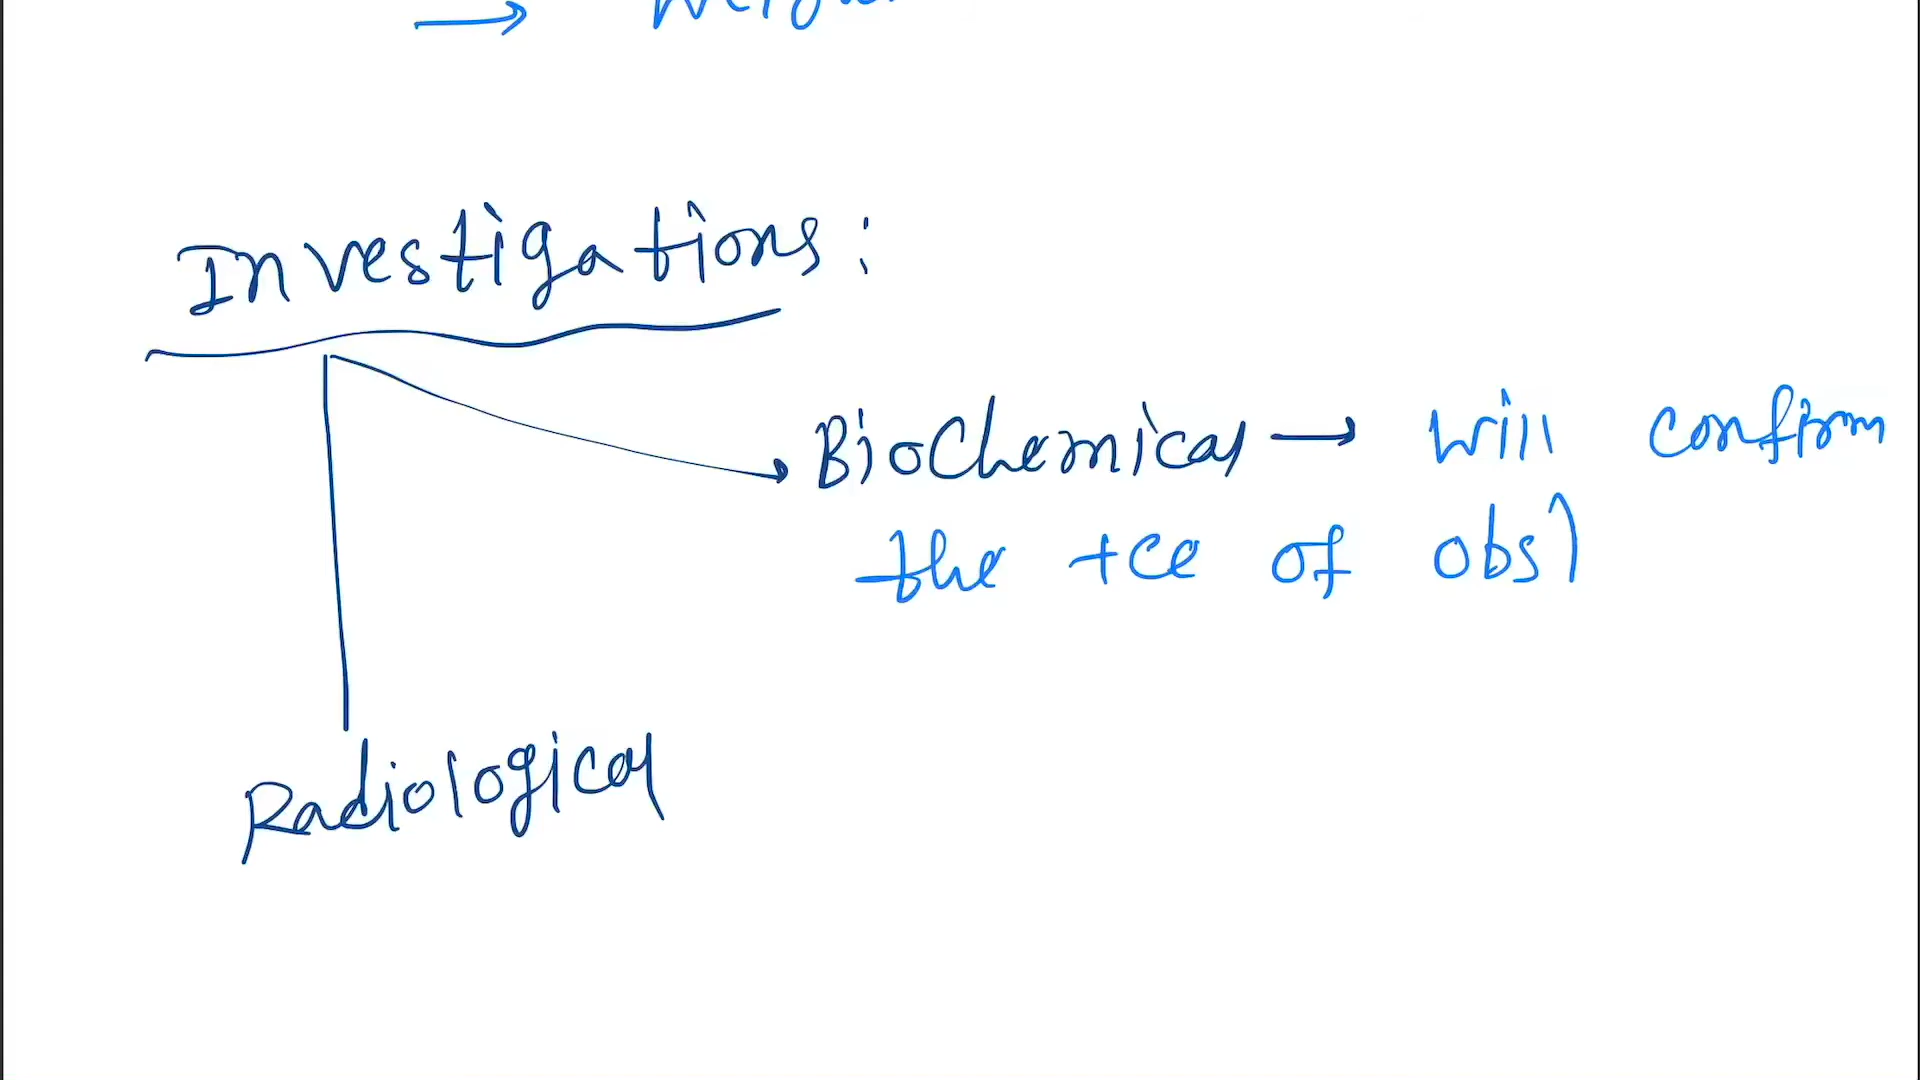 Investigations:
BioChemical → will confirm
the +ce of obs
Radiological